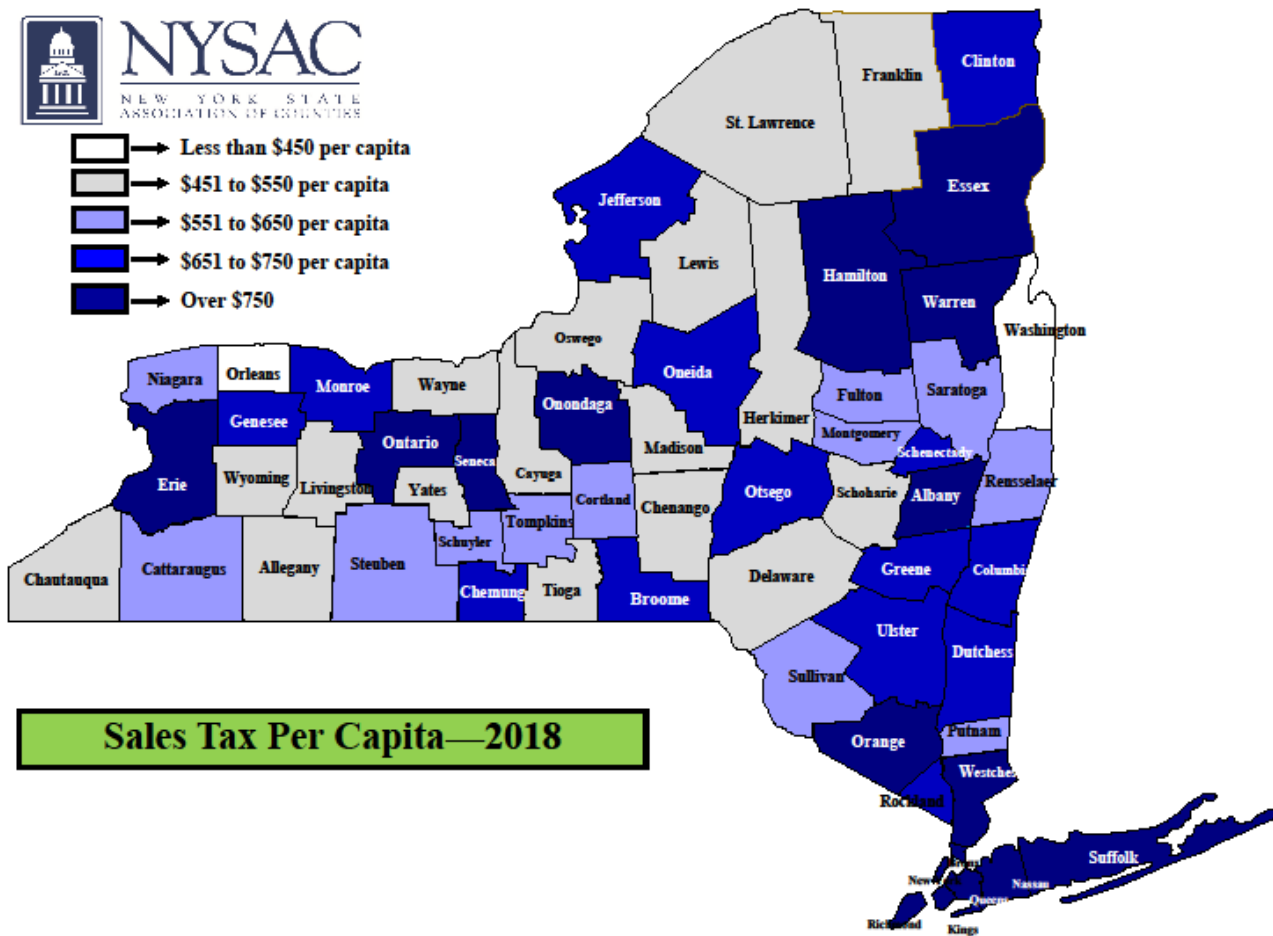 NYSAC
NEW YORK STATE
ASSOCIATION OF COUNTIES
Less than $450 per capita
$451 to $550 per capita
$551 to $650 per capita
$651 to $750 per capita
Over $750
Clinton
Franklin
St. Lawrence
Essex
Jefferson
Lewis
Hamilton
Warren
Washington
Oswego
Oneida
Herkimer
Fulton
Saratoga
Niagara
Orleans
Monroe
Wayne
Onondaga
Genesee
Ontario
Seneca
Cayuga
Madison
Montgomery
Schenectady
Erie
Wyoming
Livingston
Yates
Cortland
Chenango
Otsego
Schoharie
Albany
Rensselaer
Tompkins
Schuyler
Chautauqua
Cattaraugus
Allegany
Steuben
Chemung
Tioga
Broome
Delaware
Greene
Columbi
Ulster
Dutchess
Sullivan
Sales Tax Per Capita—2018
Orange
Putnam
Westches
Rockland
Suffolk
Nassau
Queens
Richmond
Kings